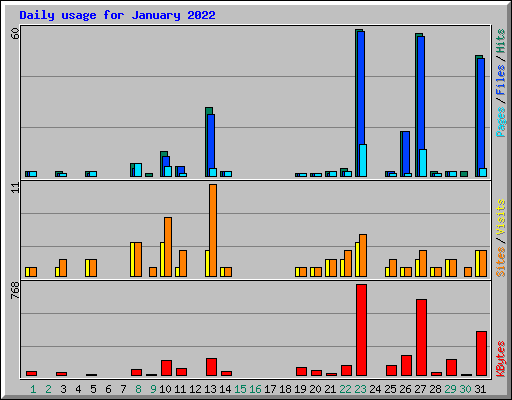 Daily usage for January 2022
60
Pages / Files / Hits
11
Sites / Visits
768
KBytes
1 2 3 4 5 6 7 8 9 10 11 12 13 14 15 16 17 18 19 20 21 22 23 24 25 26 27 28 29 30 31